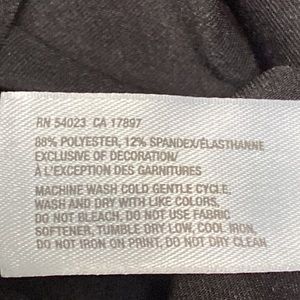 RN 54023 CA 17897
88% POLYESTER, 12% SPANDEX/ÉLASTHANNE
EXCLUSIVE OF DECORATION/
À L'EXCEPTION DES GARNITURES
MACHINE WASH COLD GENTLE CYCLE,
WASH AND DRY WITH LIKE COLORS,
DO NOT BLEACH, DO NOT USE FABRIC
SOFTENER, TUMBLE DRY LOW, COOL IRON,
DO NOT IRON ON PRINT, DO NOT DRY CLEAN